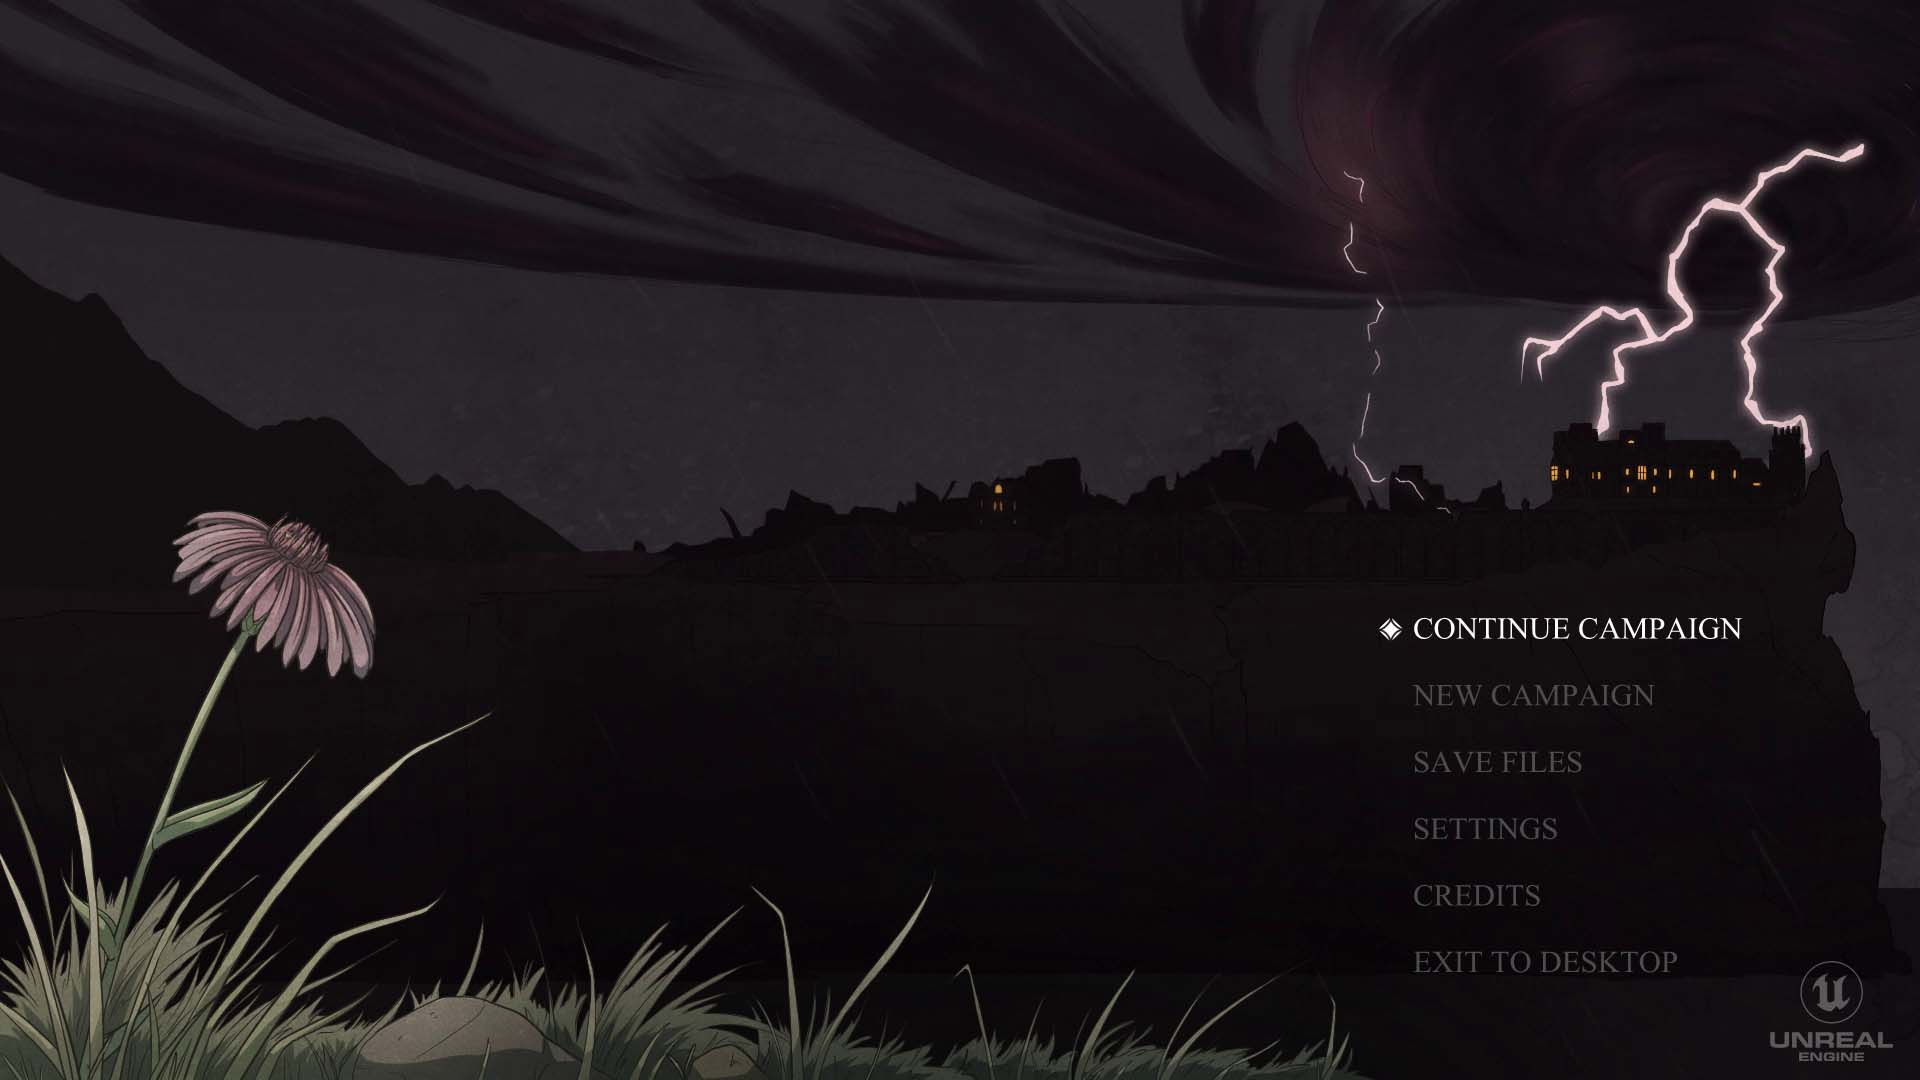 CONTINUE CAMPAIGN
NEW CAMPAIGN
SAVE FILES
SETTINGS
CREDITS
EXIT TO DESKTOP
UNREAL
ENGINE